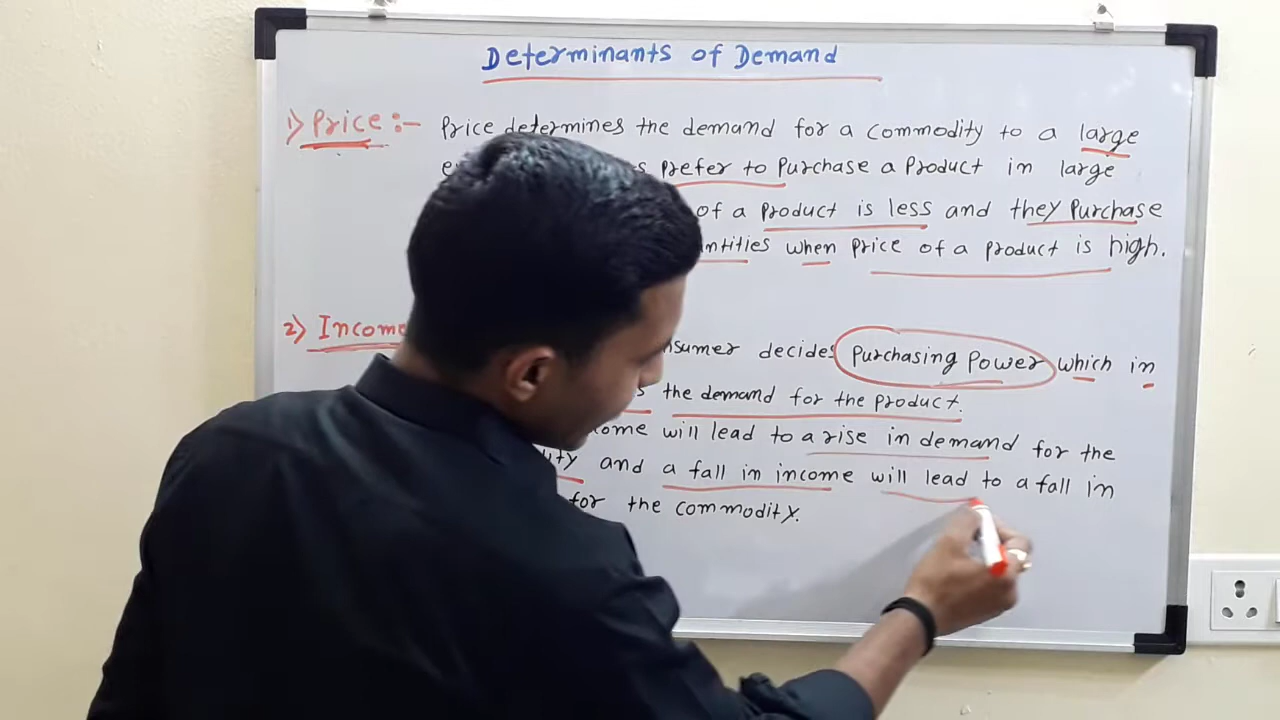 Determinants of Demand
1) Price :- Price determines the demand for a commodity to a large
prefer to purchase a product in large
of a product is less and they purchase
when price of a product is high.
2) Income
decides purchasing power which in
the demand for the product.
will lead to a rise in demand for the
and a fall in income will lead to a fall in
for the commodity.